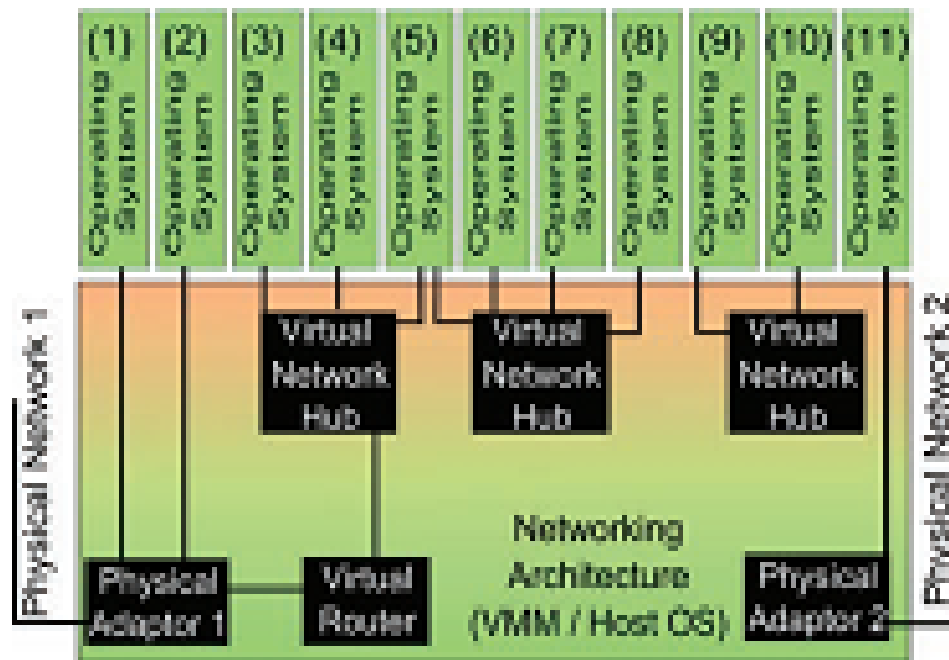 (1) (2) (3) (4) (5) (6) (7) (8) (9) (10) (11)
Operating
System
Operating
System
Operating
System
Operating
System
Operating
System
Operating
System
Operating
System
Operating
System
Operating
System
Operating
System
Operating
System
Physical Network 1
Virtual
Network
Hub
Virtual
Network
Hub
Virtual
Network
Hub
Physical Network 2
Physical
Adaptor 1
Virtual
Router
Networking
Architecture
(VMM / Host OS)
Physical
Adaptor 2